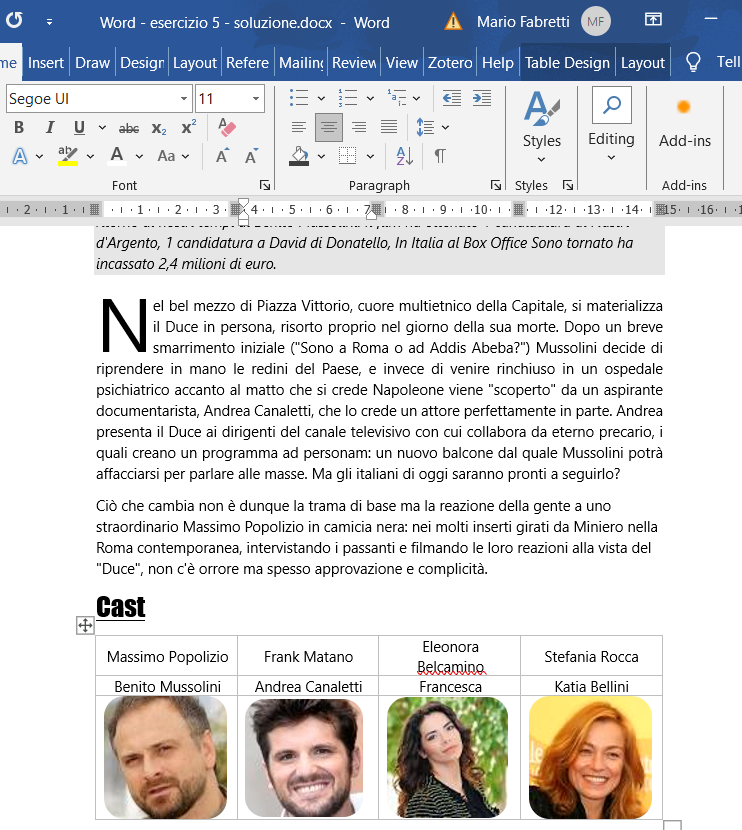 Word - esercizio 5 - soluzione.docx - Word
Mario Fabretti MF
me Insert Draw Design Layout Refere Mailing Review View Zotero Help Table Design Layout Tell
Segoe UI 11
B I U abc x₂ x²
A ab A Aa A A
Font
Paragraph
Styles
Styles
Editing
Add-ins
Add-ins
2 1 4 5 6 7 8 9 10 11 12 13 14 15 16
d'Argento, 1 candidatura a David di Donatello, In Italia al Box Office Sono tornato ha
incassato 2,4 milioni di euro.
Nel bel mezzo di Piazza Vittorio, cuore multietnico della Capitale, si materializza
il Duce in persona, risorto proprio nel giorno della sua morte. Dopo un breve
smarrimento iniziale ("Sono a Roma o ad Addis Abeba?") Mussolini decide di
riprendere in mano le redini del Paese, e invece di venire rinchiuso in un ospedale
psichiatrico accanto al matto che si crede Napoleone viene "scoperto" da un aspirante
documentarista, Andrea Canaletti, che lo crede un attore perfettamente in parte. Andrea
presenta il Duce ai dirigenti del canale televisivo con cui collabora da eterno precario, i
quali creano un programma ad personam: un nuovo balcone dal quale Mussolini potrà
affacciarsi per parlare alle masse. Ma gli italiani di oggi saranno pronti a seguirlo?
Ciò che cambia non è dunque la trama di base ma la reazione della gente a uno
straordinario Massimo Popolizio in camicia nera: nei molti inserti girati da Miniero nella
Roma contemporanea, intervistando i passanti e filmando le loro reazioni alla vista del
"Duce", non c'è orrore ma spesso approvazione e complicità.
Cast
Massimo Popolizio Frank Matano Eleonora Belcamino Stefania Rocca
Benito Mussolini Andrea Canaletti Francesca Katia Bellini